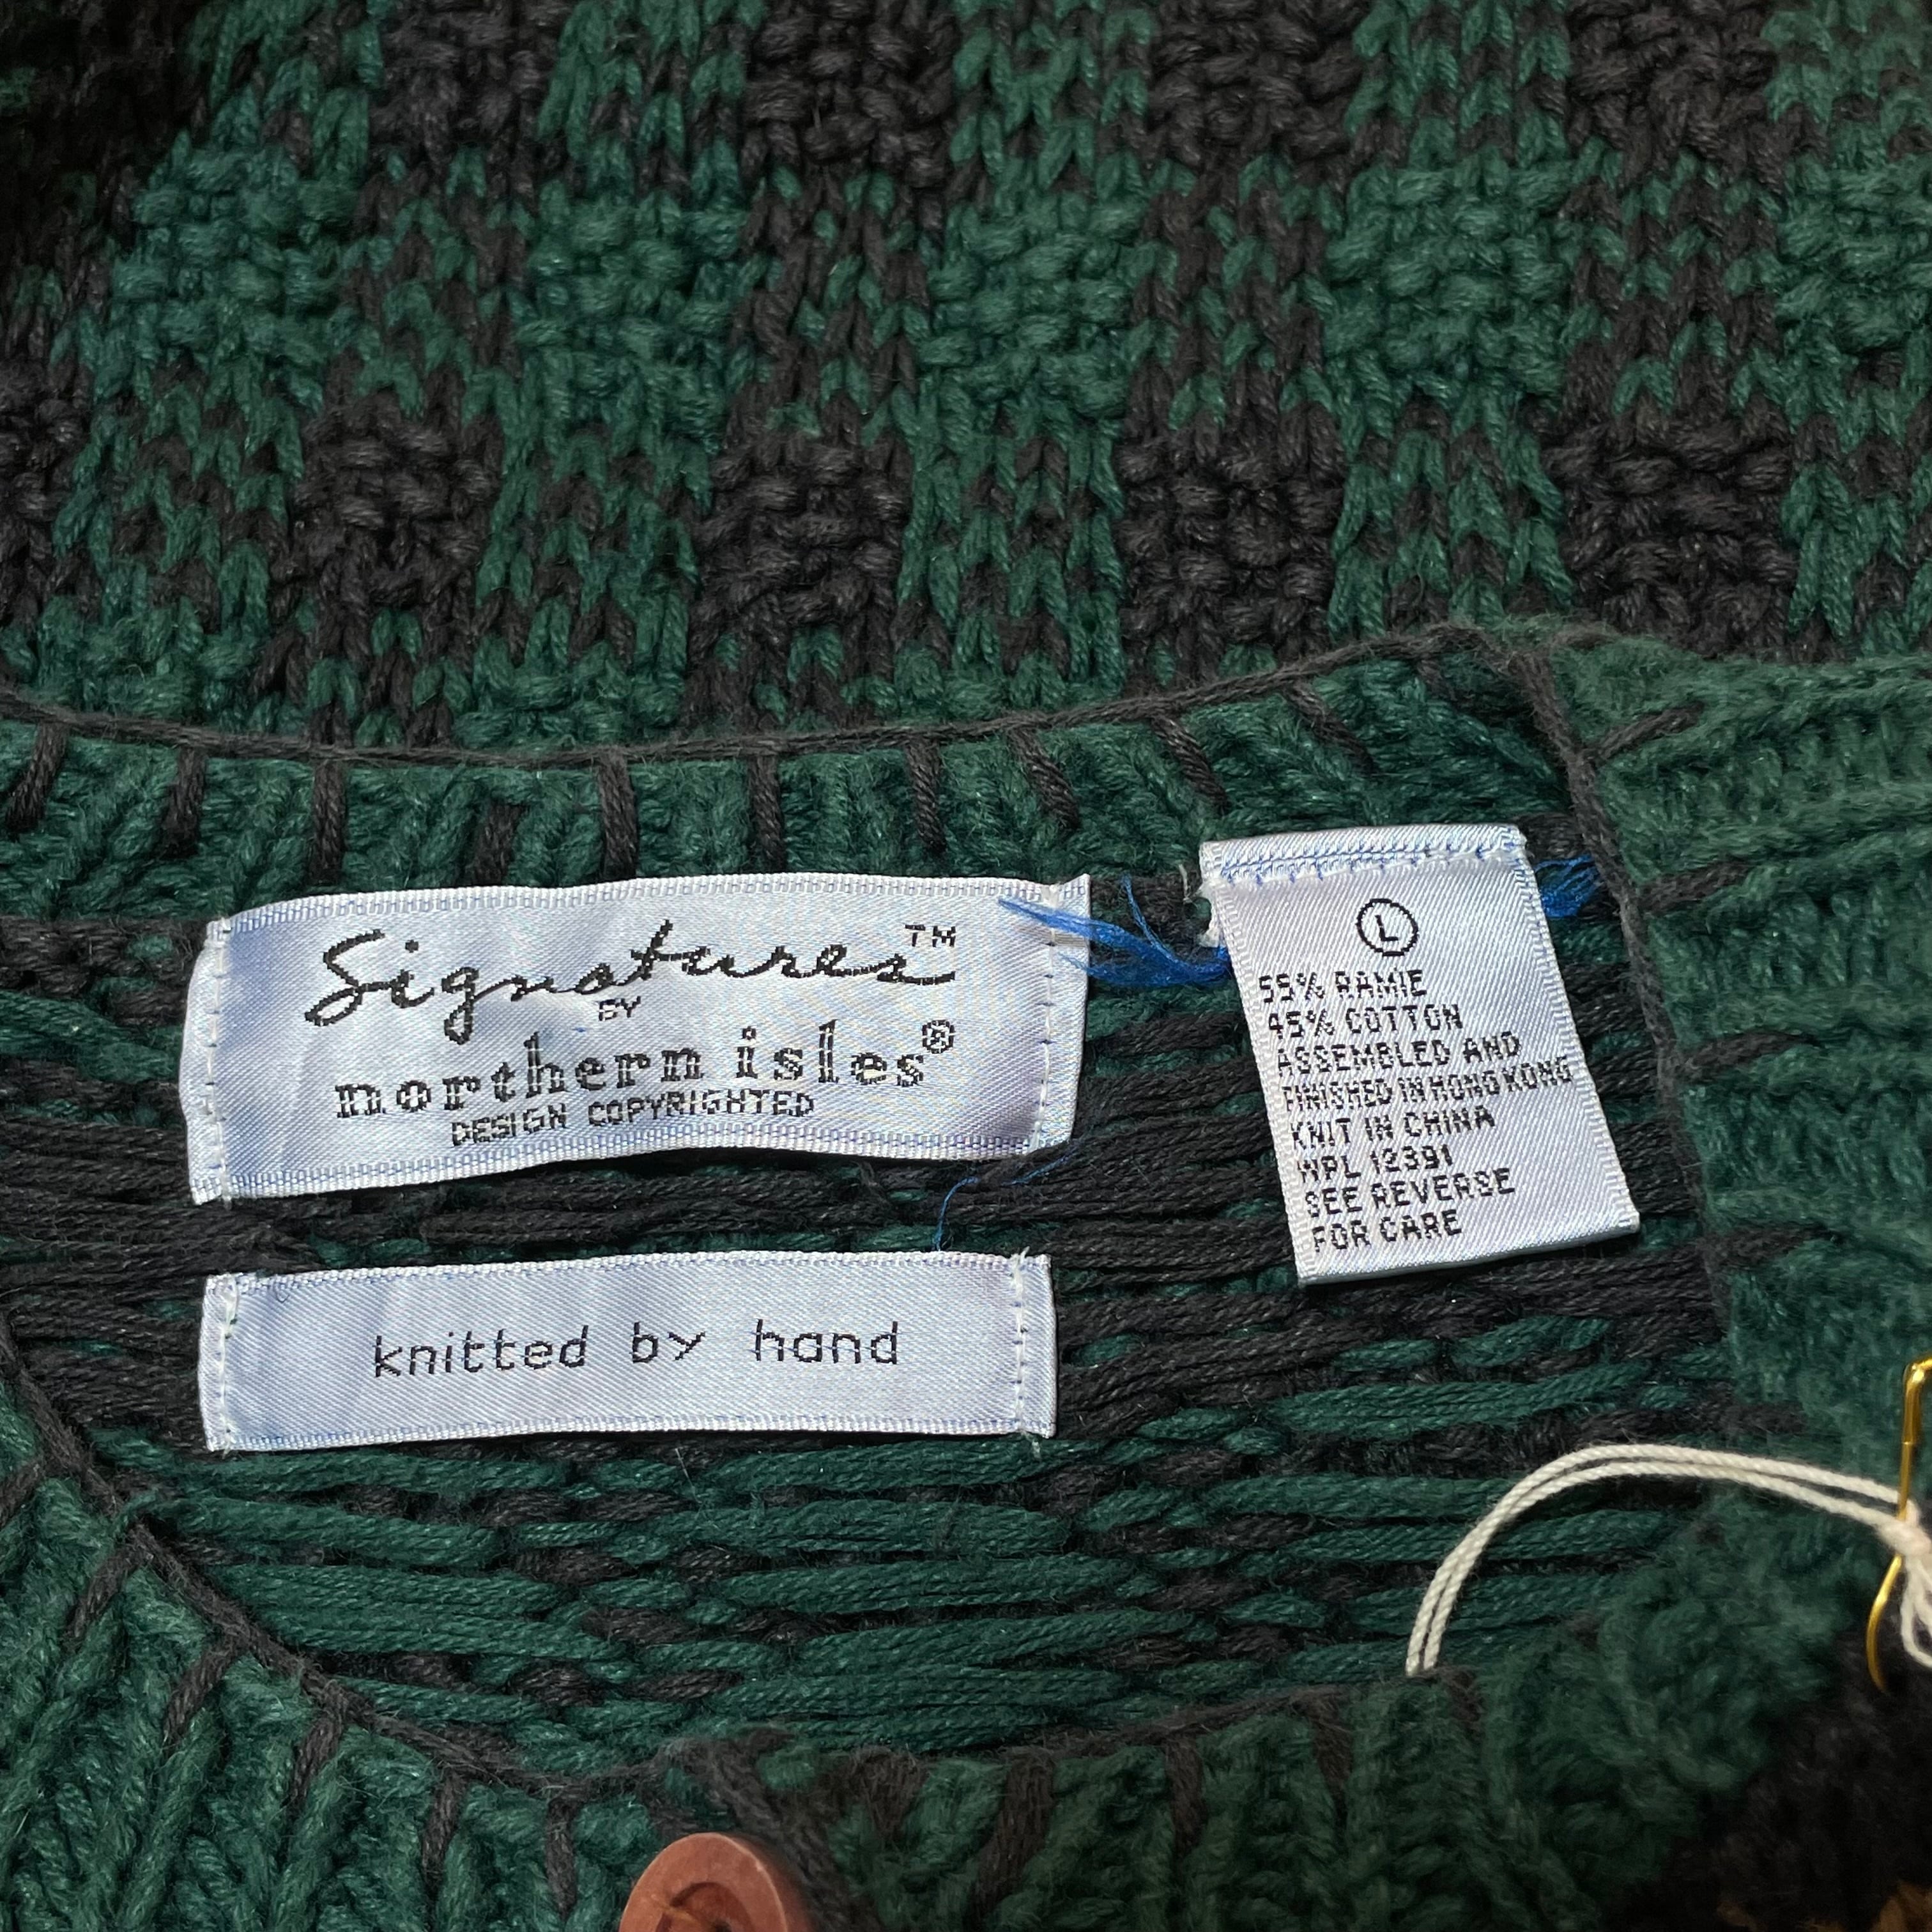 Signatures™
BY
northern isles®
DESIGN COPYRIGHTED
knitted by hand
L
55% RAMIE
45% COTTON
ASSEMBLED AND
FINISHED IN HONG KONG
KNIT IN CHINA
WPL 12391
SEE REVERSE
FOR CARE